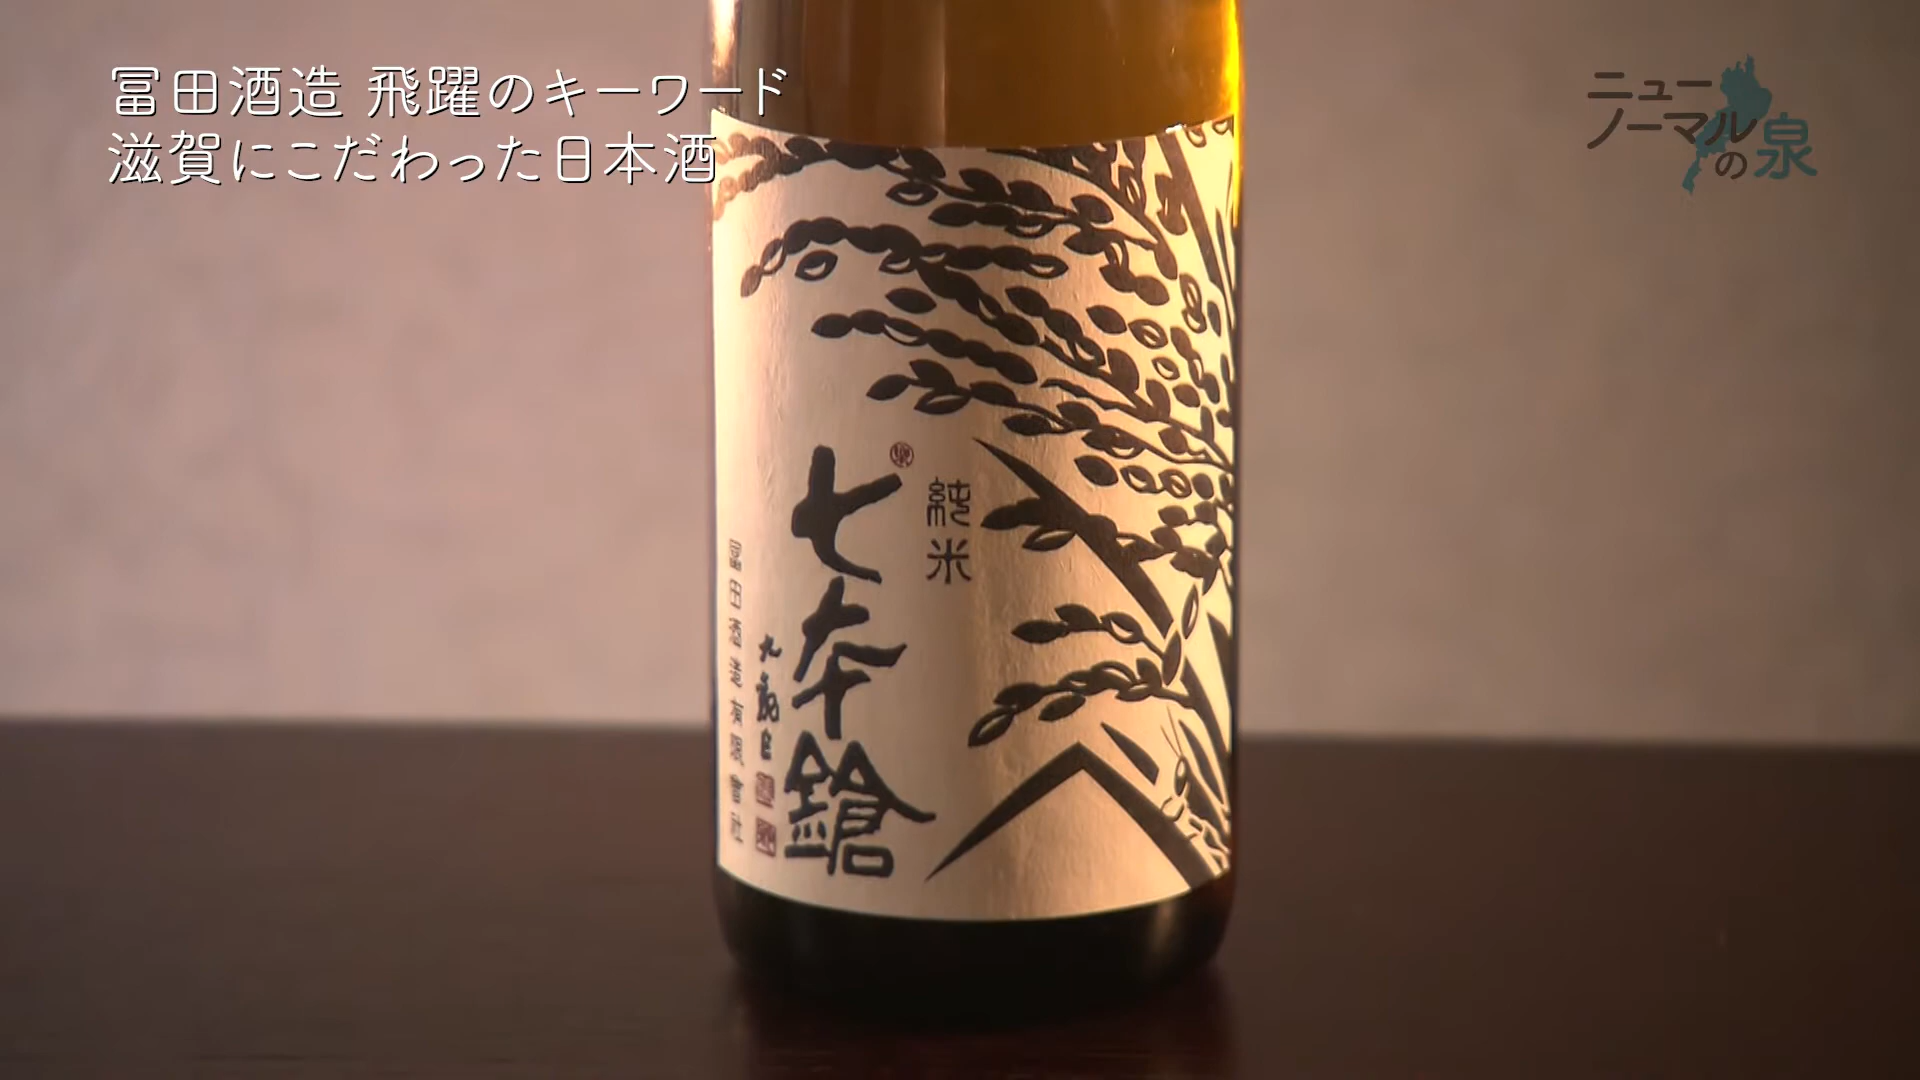 冨田酒造 飛躍のキーワード
滋賀にこだわった日本酒
ニュー
ノーマル
の泉
純米
七本鎗
冨田酒造有限會社